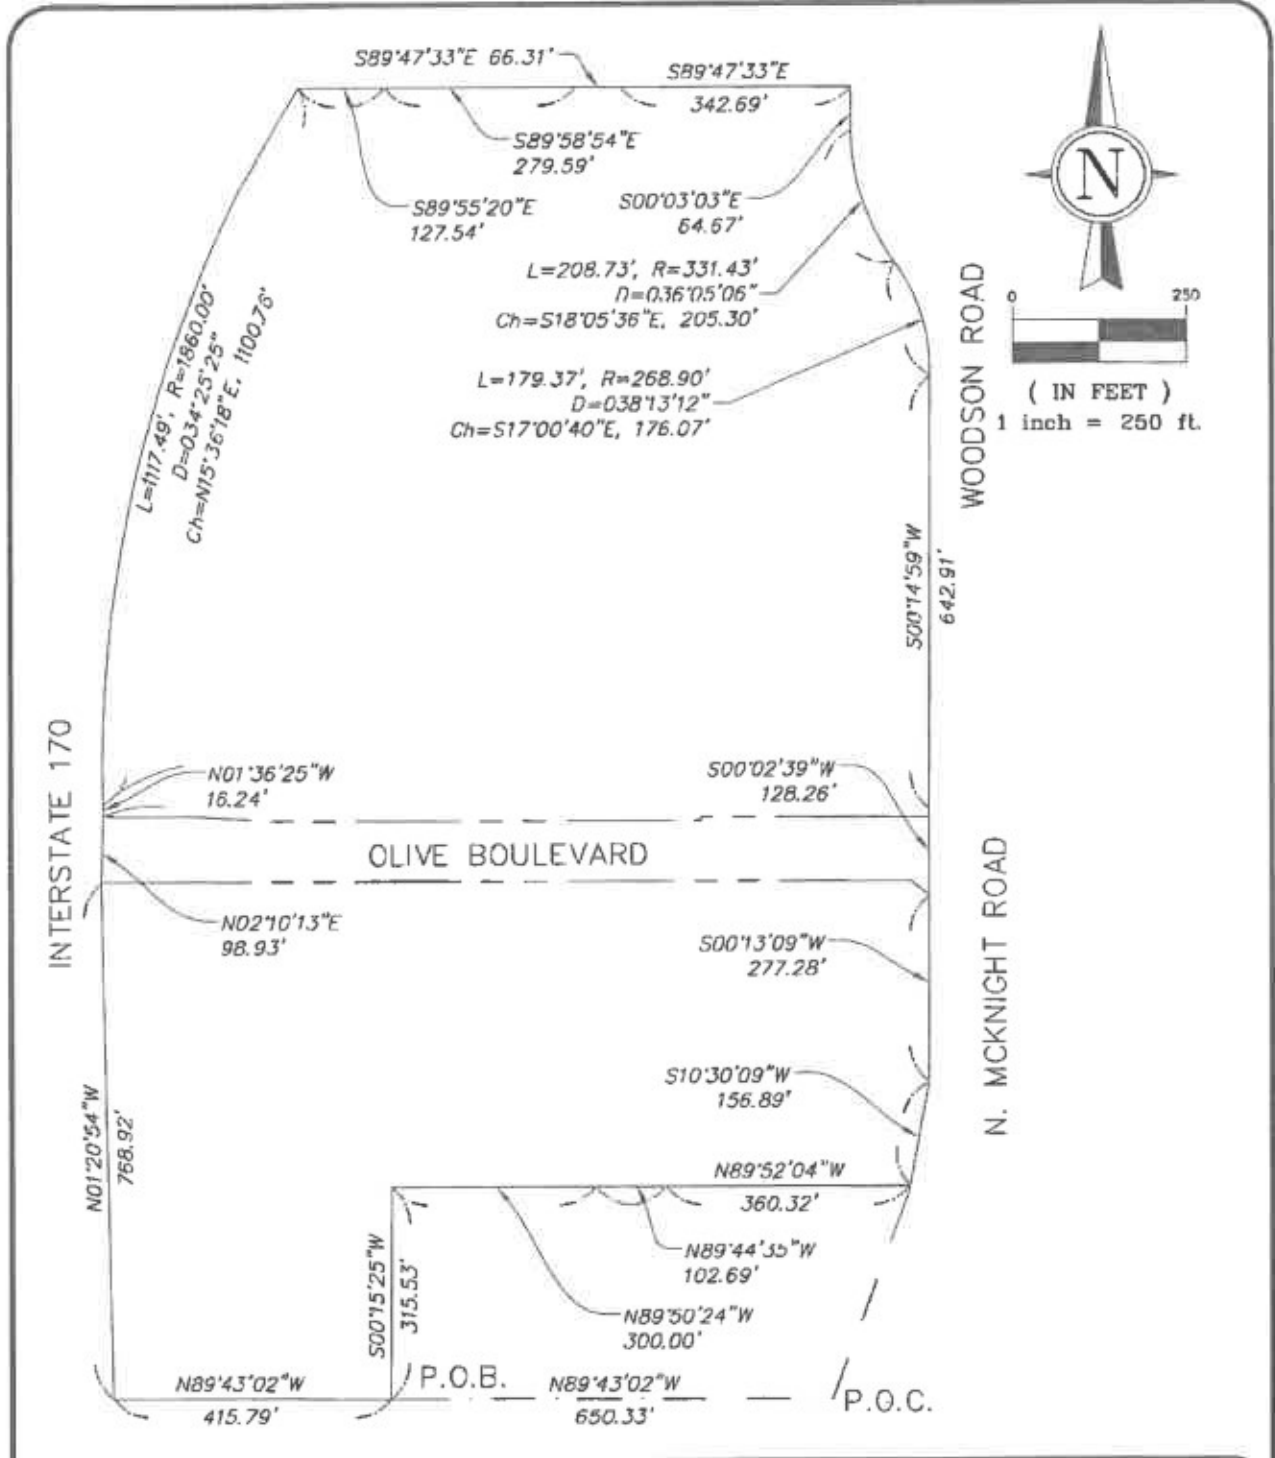 S89°47'33"E 66.31'
S89°47'33"E
342.69'
S89°58'54"E
279.59'
S89°55'20"E
127.54'
S00°03'03"E
64.67'
L=208.73', R=331.43'
D=036°05'06"
Ch=S18°05'36"E, 205.30'
L=179.37', R=268.90'
D=038°13'12"
Ch=S17°00'40"E, 176.07'
N
0 250
( IN FEET )
1 inch = 250 ft.
WOODSON ROAD
L=1117.49', R=1860.00'
D=034°25'25"
Ch=N15°36'18"E, 1100.76'
S00°14'59"W
642.91'
INTERSTATE 170
N01°36'25"W
16.24'
S00°02'39"W
128.26'
OLIVE BOULEVARD
N02°10'13"E
98.93'
S00°13'09"W
277.28'
N. MCKNIGHT ROAD
S10°30'09"W
156.89'
N01°20'54"W
768.92'
N89°52'04"W
360.32'
N89°44'35"W
102.69'
N89°50'24"W
300.00'
S00°15'25"W
315.53'
P.O.B.
N89°43'02"W
415.79'
N89°43'02"W
650.33'
P.O.C.